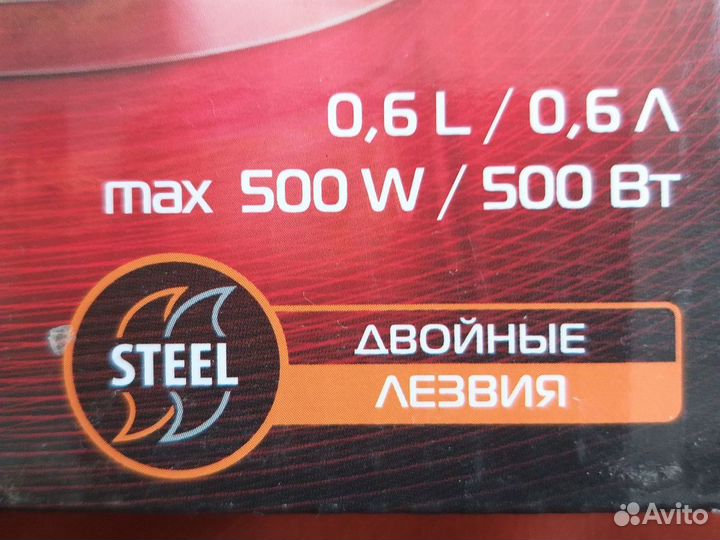 0,6 L / 0,6 Л
max 500 W / 500 Вт
STEEL
ДВОЙНЫЕ
ЛЕЗВИЯ
Avito